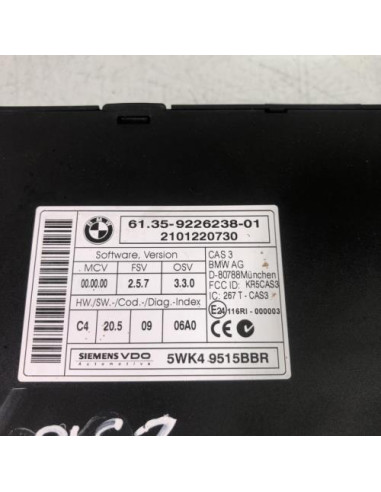 BMW
61.35-9226238-01
2101220730
Software, Version
MCV FSV OSV
00.00.00 2.5.7 3.3.0
HW./SW.-Cod.-Diag.-Index
C4 20.5 09 06A0
CAS 3
BMW AG
D-80788München
FCC ID: KR5CAS3
IC: 267 T - CAS3
E24 116RI - 000003
SIEMENS VDO
Automotive
5WK4 9515BBR